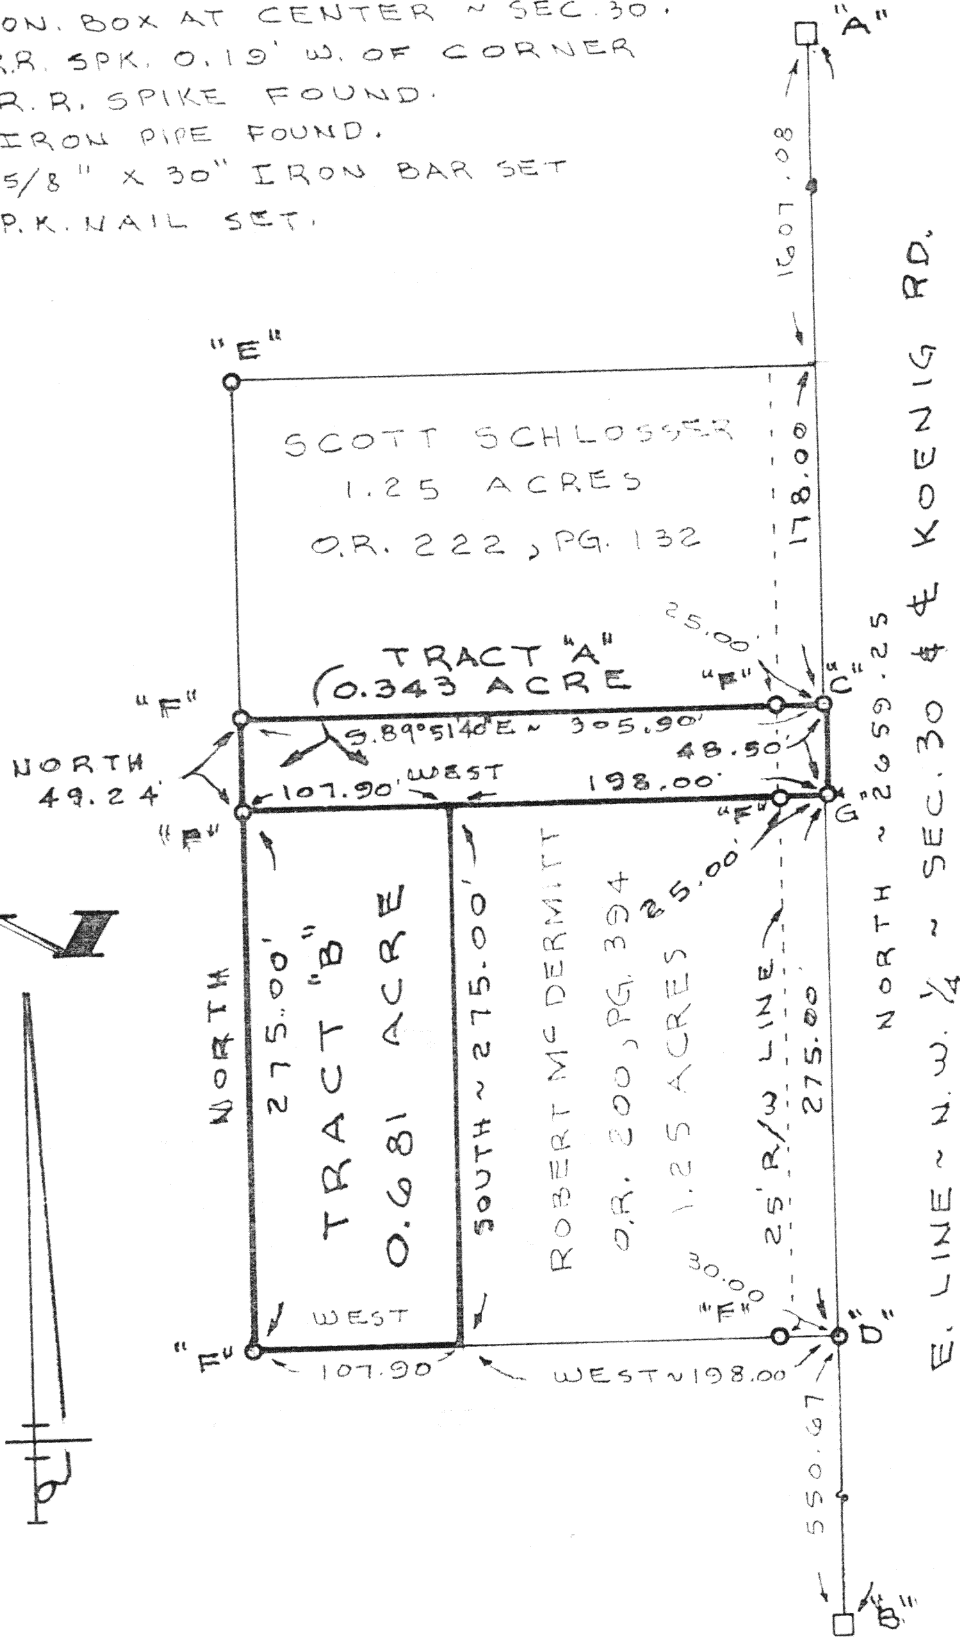 ON. BOX AT CENTER ~ SEC. 30.
R.R. SPK. 0.19' W. OF CORNER
R.R. SPIKE FOUND.
IRON PIPE FOUND.
5/8" X 30" IRON BAR SET
P.K. NAIL SET.
"A"
1607.08
"E"
SCOTT SCHLOSSER
1.25 ACRES
O.R. 222, PG. 132
178.00
25.00'
TRACT "A"
0.343 ACRE
"F"
"F"
"C"
S.89°51'40"E ~ 305.90'
48.50'
NORTH
49.24'
107.90' WEST
198.00'
"F"
"F"
"G"
25.00'
NORTH
275.00'
TRACT "B"
0.681 ACRE
SOUTH ~ 275.00'
ROBERT McDERMITT
O.R. 200, PG. 394
1.25 ACRES
25' R/W LINE
275.00'
NORTH ~ 2659.25
E. LINE ~ N.W. 1/4 ~ SEC. 30 & ℄ KOENIG RD.
30.00
"F"
"D"
WEST
"F"
107.90
WEST ~ 198.00
550.67
"B"